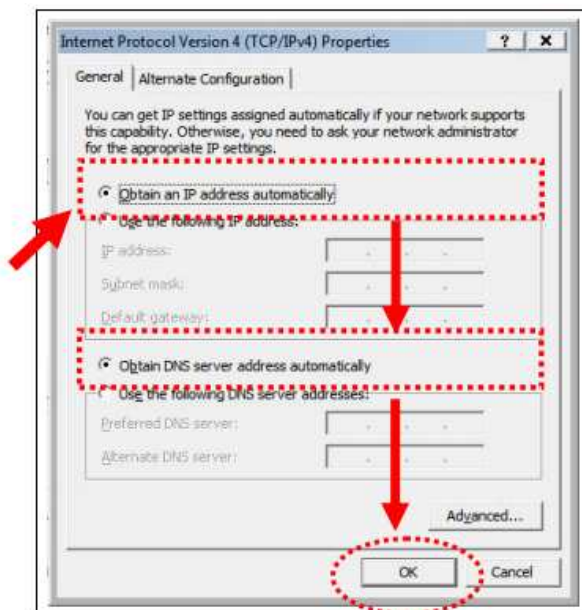 Internet Protocol Version 4 (TCP/IPv4) Properties
General
Alternate Configuration
You can get IP settings assigned automatically if your network supports
this capability. Otherwise, you need to ask your network administrator
for the appropriate IP settings.
Obtain an IP address automatically
Use the following IP address:
IP address:
Subnet mask:
Default gateway:
Obtain DNS server address automatically
Use the following DNS server addresses:
Preferred DNS server:
Alternate DNS server:
Advanced...
OK
Cancel